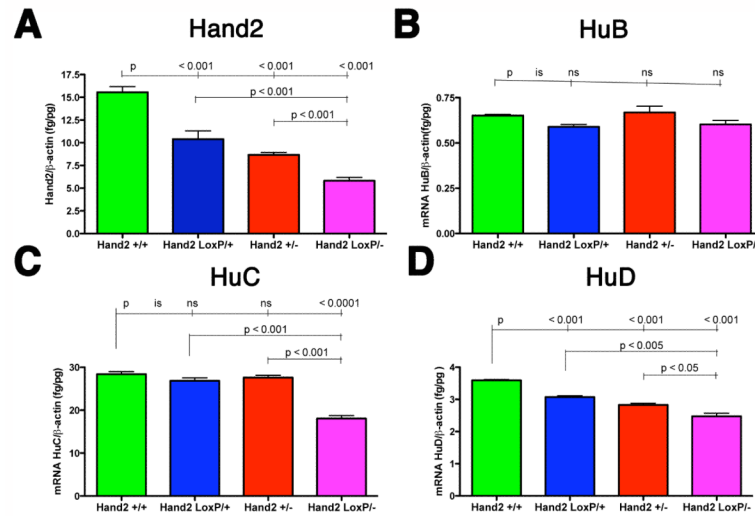 A
Hand2
p < 0.001 < 0.001 < 0.001
p < 0.001
p < 0.001
17.5
15.0
12.5
10.0
7.5
5.0
2.5
0.0
Hand2/β-actin (fg/pg)
Hand2 +/+ Hand2 LoxP/+ Hand2 +/- Hand2 LoxP/-
B
HuB
p is ns ns ns
0.75
0.50
0.25
0.00
mRNA HuB/β-actin(fg/pg)
Hand2 +/+ Hand2 LoxP/+ Hand2 +/- Hand2 LoxP/
C
HuC
p is ns ns < 0.0001
p < 0.001
p < 0.001
30
20
10
0
mRNA HuC/β-actin (fg/pg)
Hand2 +/+ Hand2 LoxP/+ Hand2 +/- Hand2 LoxP/-
D
HuD
p < 0.001 < 0.001 < 0.001
p < 0.005
p < 0.05
4
3
2
1
0
mRNA HuD/β-actin (fg/pg )
Hand2 +/+ Hand2 LoxP/+ Hand2 +/- Hand2 LoxP/-